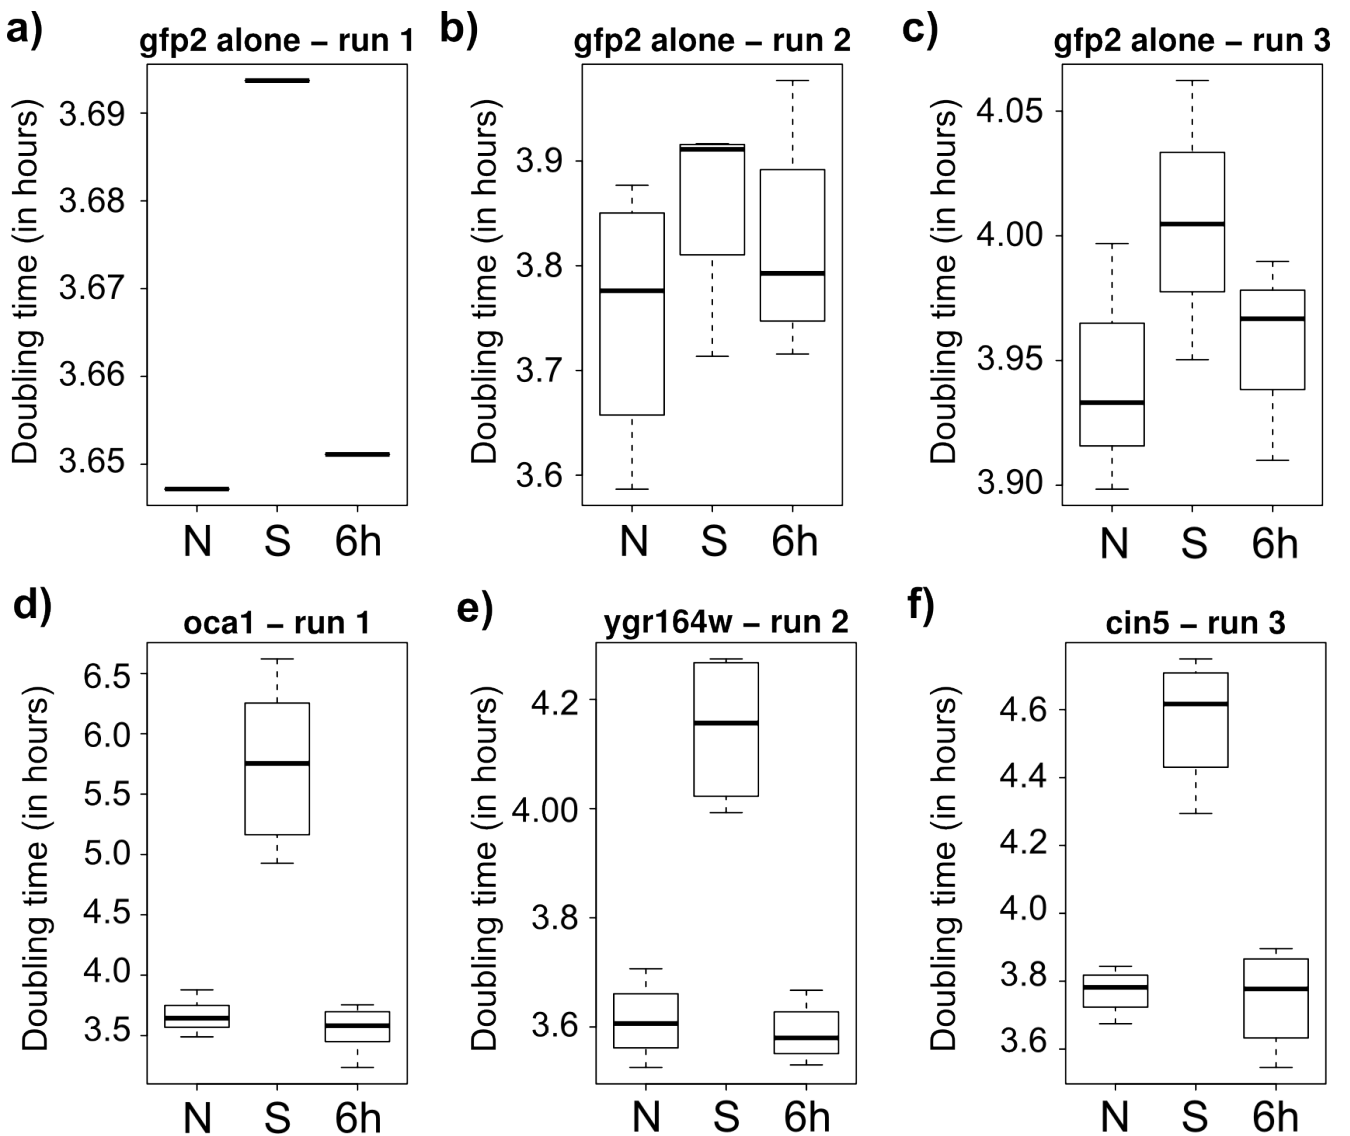 a)
gfp2 alone – run 1
Doubling time (in hours)
3.69
3.68
3.67
3.66
3.65
N S 6h
b)
gfp2 alone – run 2
Doubling time (in hours)
3.9
3.8
3.7
3.6
N S 6h
c)
gfp2 alone – run 3
Doubling time (in hours)
4.05
4.00
3.95
3.90
N S 6h
d)
oca1 – run 1
Doubling time (in hours)
6.5
6.0
5.5
5.0
4.5
4.0
3.5
N S 6h
e)
ygr164w – run 2
Doubling time (in hours)
4.2
4.00
3.8
3.6
N S 6h
f)
cin5 – run 3
Doubling time (in hours)
4.6
4.4
4.2
4.0
3.8
3.6
N S 6h